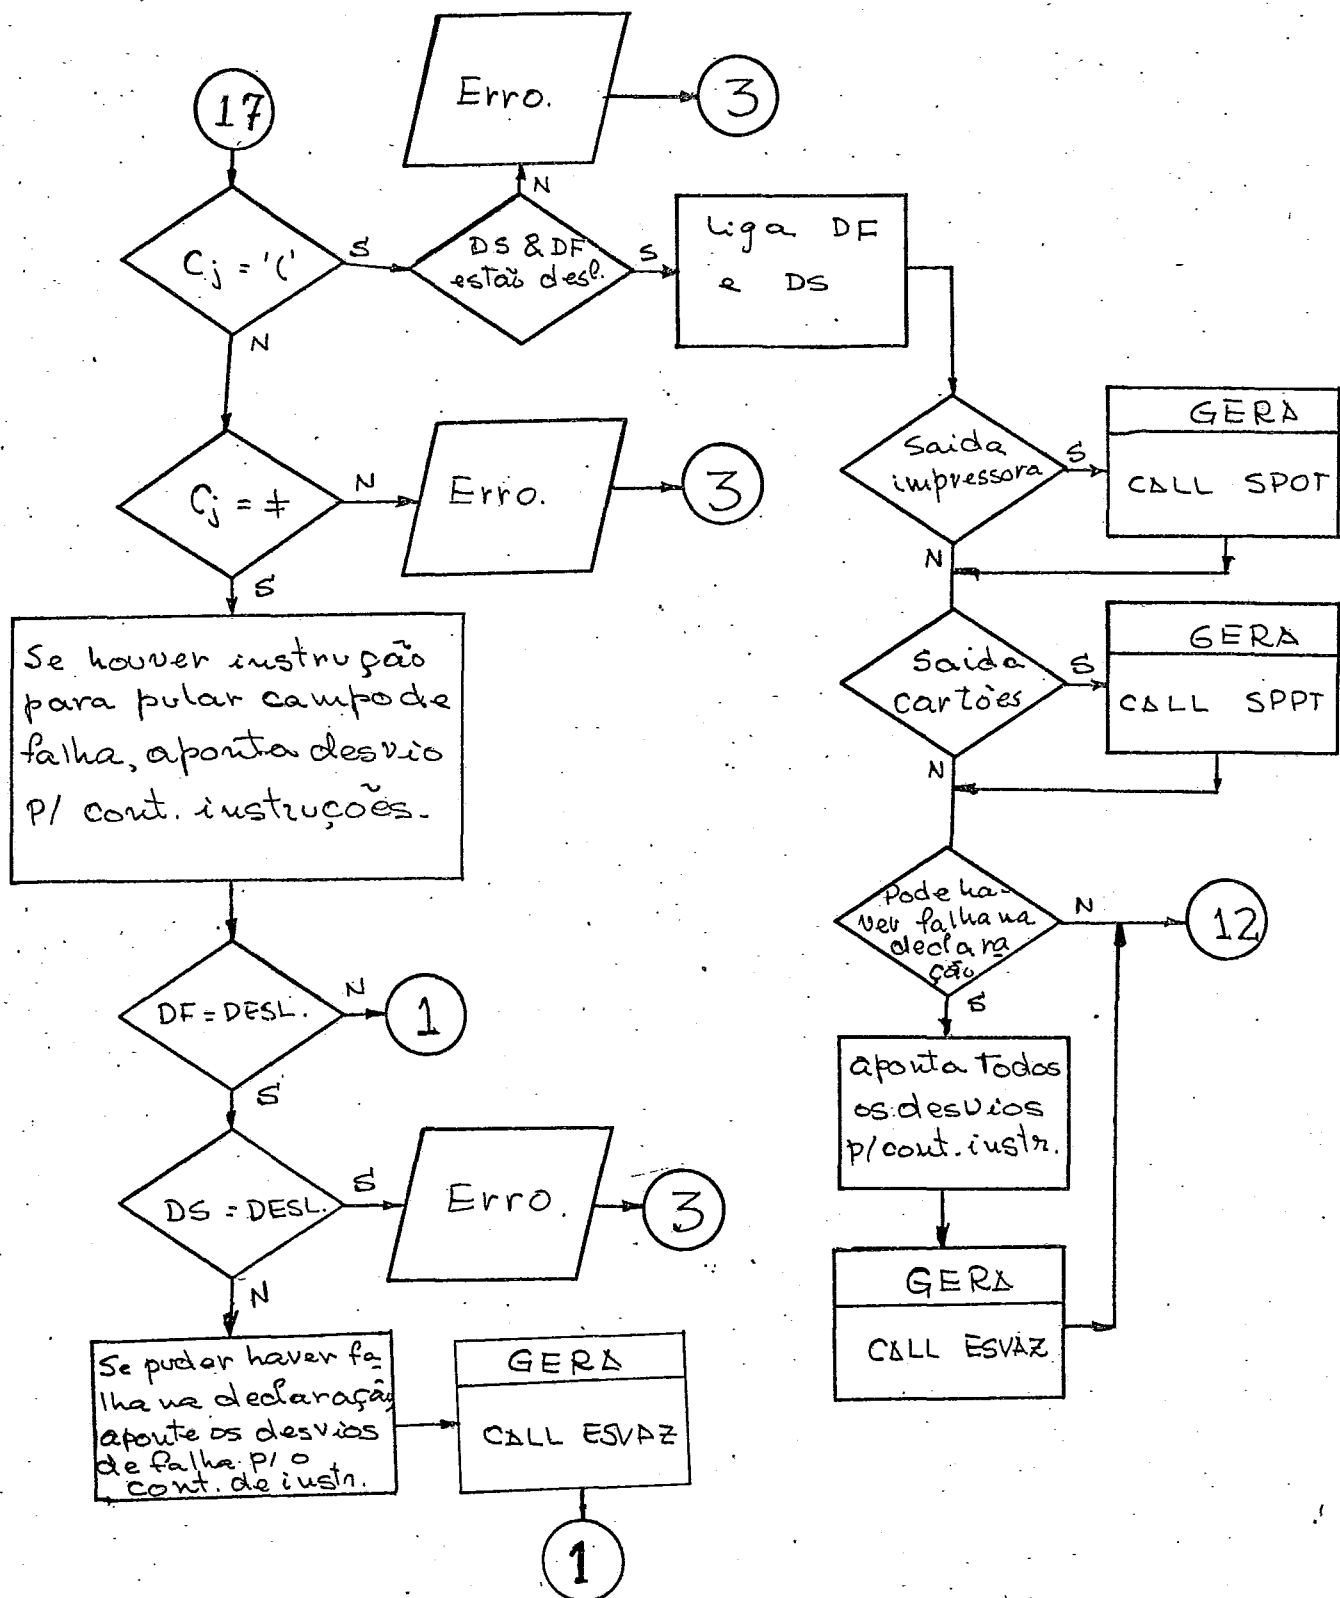 17
Erro.
3
Cj = '('
S
N
DS & DF
estão desl.
N
S
Liga DF
e DS
Saida
impressora
S
N
GERA
CALL SPOT
Cj = ‡
N
S
Erro.
3
Saida
cartões
S
N
GERA
CALL SPPT
Se houver instrução
para pular campo de
falha, aponta desvio
P/ cont. instruções.
Pode ha-
ver falha na
declara
ção
N
S
12
DF = DESL.
N
S
1
aponta Todos
os desvios
p/cont. instr.
DS = DESL.
S
N
Erro.
3
GERA
CALL ESVAZ
Se puder haver fa
lha na declaração
aponte os desvios
de falha p/ o
cont. de instr.
GERA
CALL ESVAZ
1